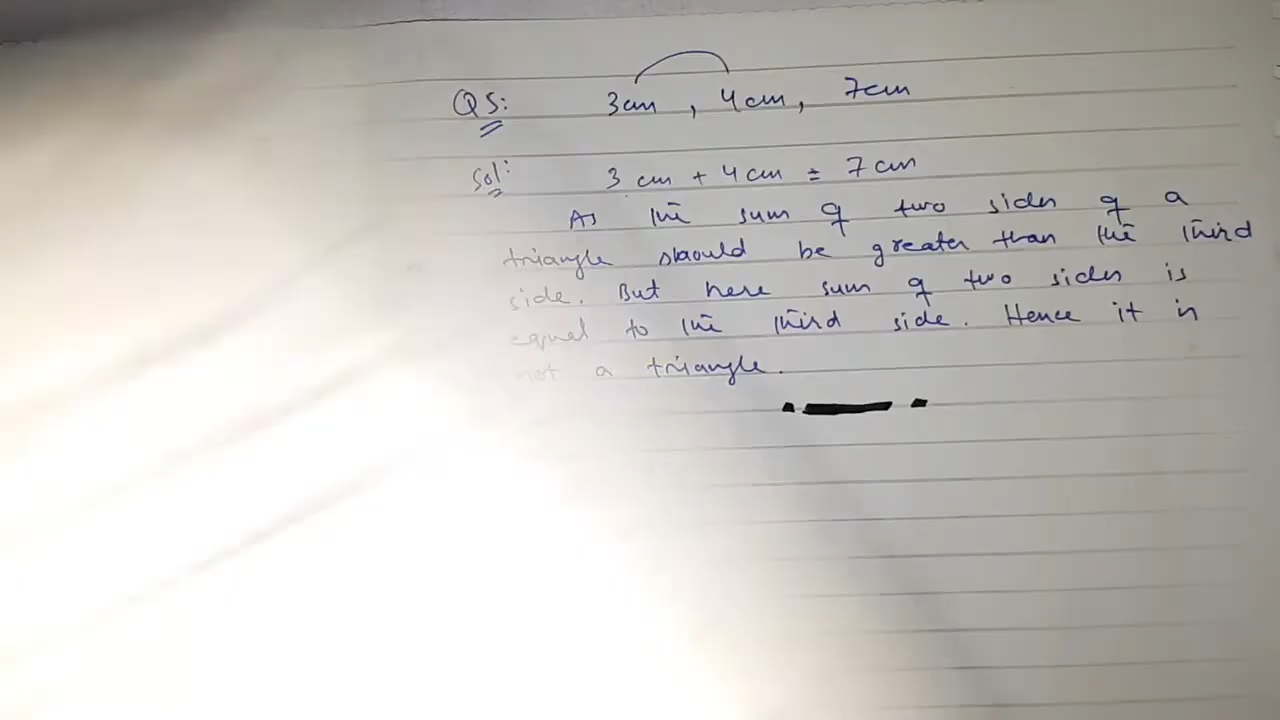 Q5: 3cm , 4cm, 7cm
Sol: 3 cm + 4 cm = 7 cm
As the sum of two sides of a
triangle should be greater than the third
side. But here sum of two sides is
equal to the third side. Hence it is
not a triangle.